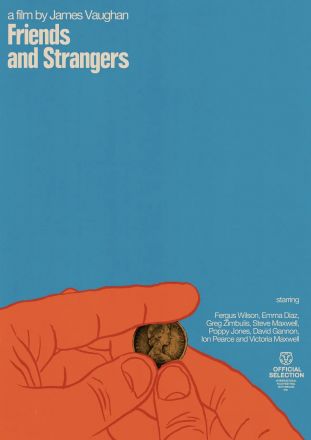 a film by James Vaughan
Friends
and Strangers
starring
Fergus Wilson, Emma Diaz,
Greg Zimbulis, Steve Maxwell,
Poppy Jones, David Gannon,
Ion Pearce and Victoria Maxwell
OFFICIAL
SELECTION